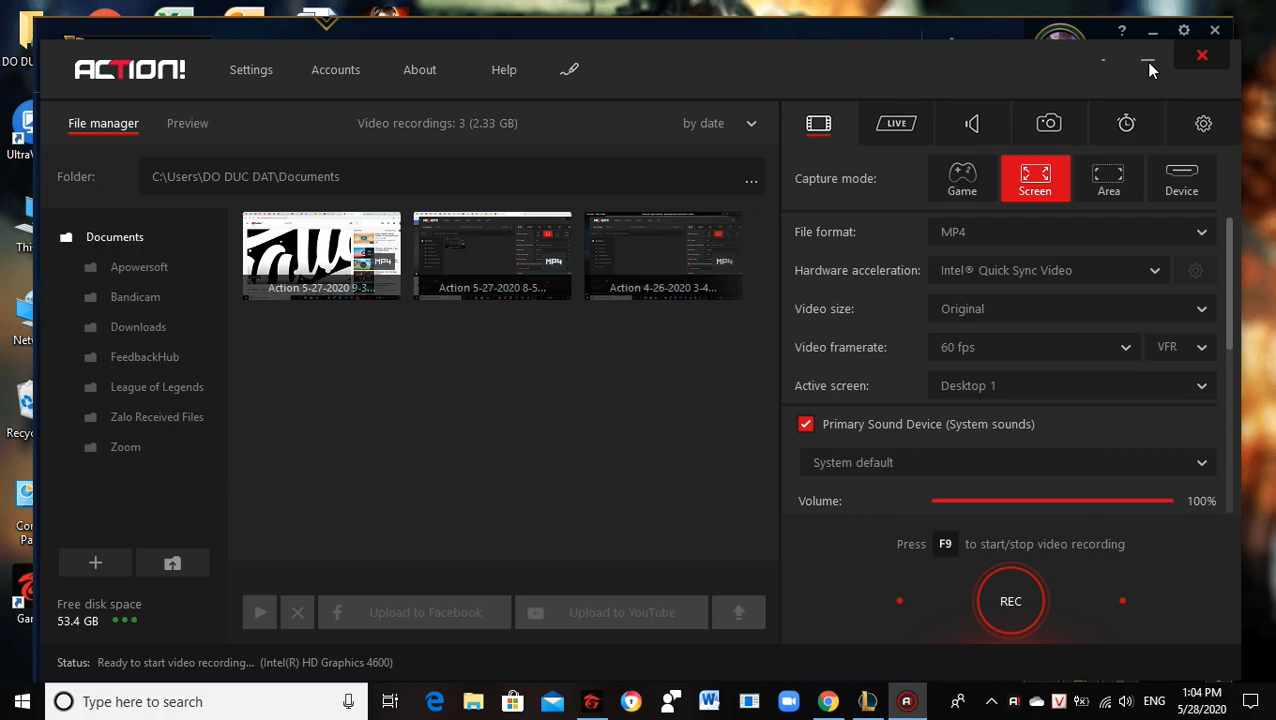 ACTION!
Settings
Accounts
About
Help
File manager
Preview
Video recordings: 3 (2.33 GB)
by date
LIVE
Folder:
C:\Users\DO DUC DAT\Documents
...
Capture mode:
Game
Screen
Area
Device
Documents
Apowersoft
Bandicam
Downloads
FeedbackHub
League of Legends
Zalo Received Files
Zoom
MP4
Action 5-27-2020 9-3...
MP4
Action 5-27-2020 8-5...
MP4
Action 4-26-2020 3-4...
File format:
MP4
Hardware acceleration:
Intel® Quick Sync Video
Video size:
Original
Video framerate:
60 fps
VFR
Active screen:
Desktop 1
Primary Sound Device (System sounds)
System default
Volume:
100%
Press F9 to start/stop video recording
REC
Free disk space
53.4 GB
Upload to Facebook
Upload to YouTube
Status: Ready to start video recording... (Intel(R) HD Graphics 4600)
DO DU
UltraV
Thi
Netw
Recyc
Con
Pa
Gar
Type here to search
ENG
1:04 PM
5/28/2020